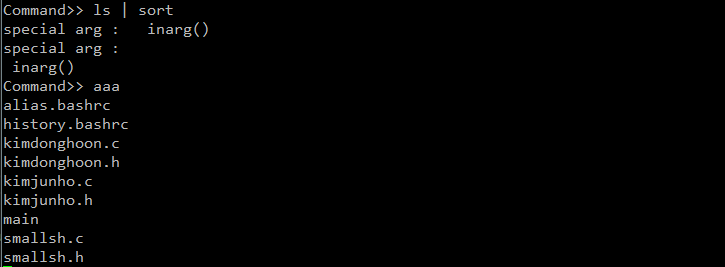 Command>> ls | sort
special arg :   inarg()
special arg :
 inarg()
Command>> aaa
alias.bashrc
history.bashrc
kimdonghoon.c
kimdonghoon.h
kimjunho.c
kimjunho.h
main
smallsh.c
smallsh.h